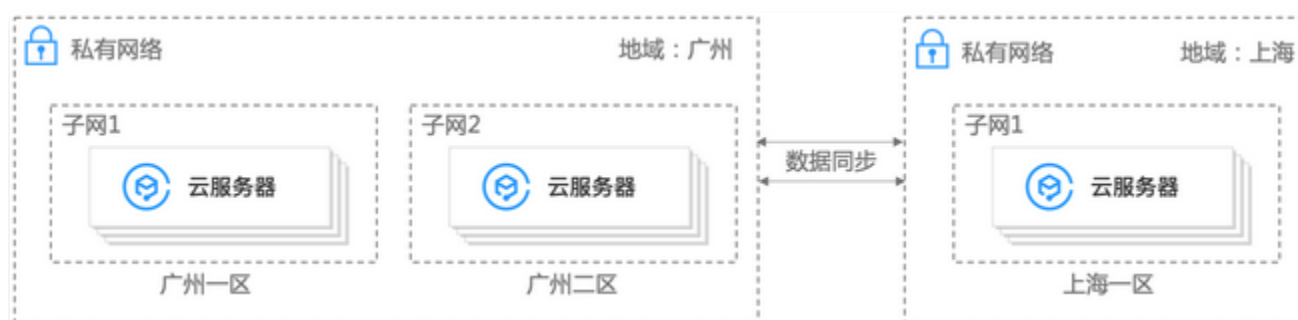 私有网络
地域：广州
子网1
云服务器
广州一区
子网2
云服务器
广州二区
数据同步
私有网络
地域：上海
子网1
云服务器
上海一区